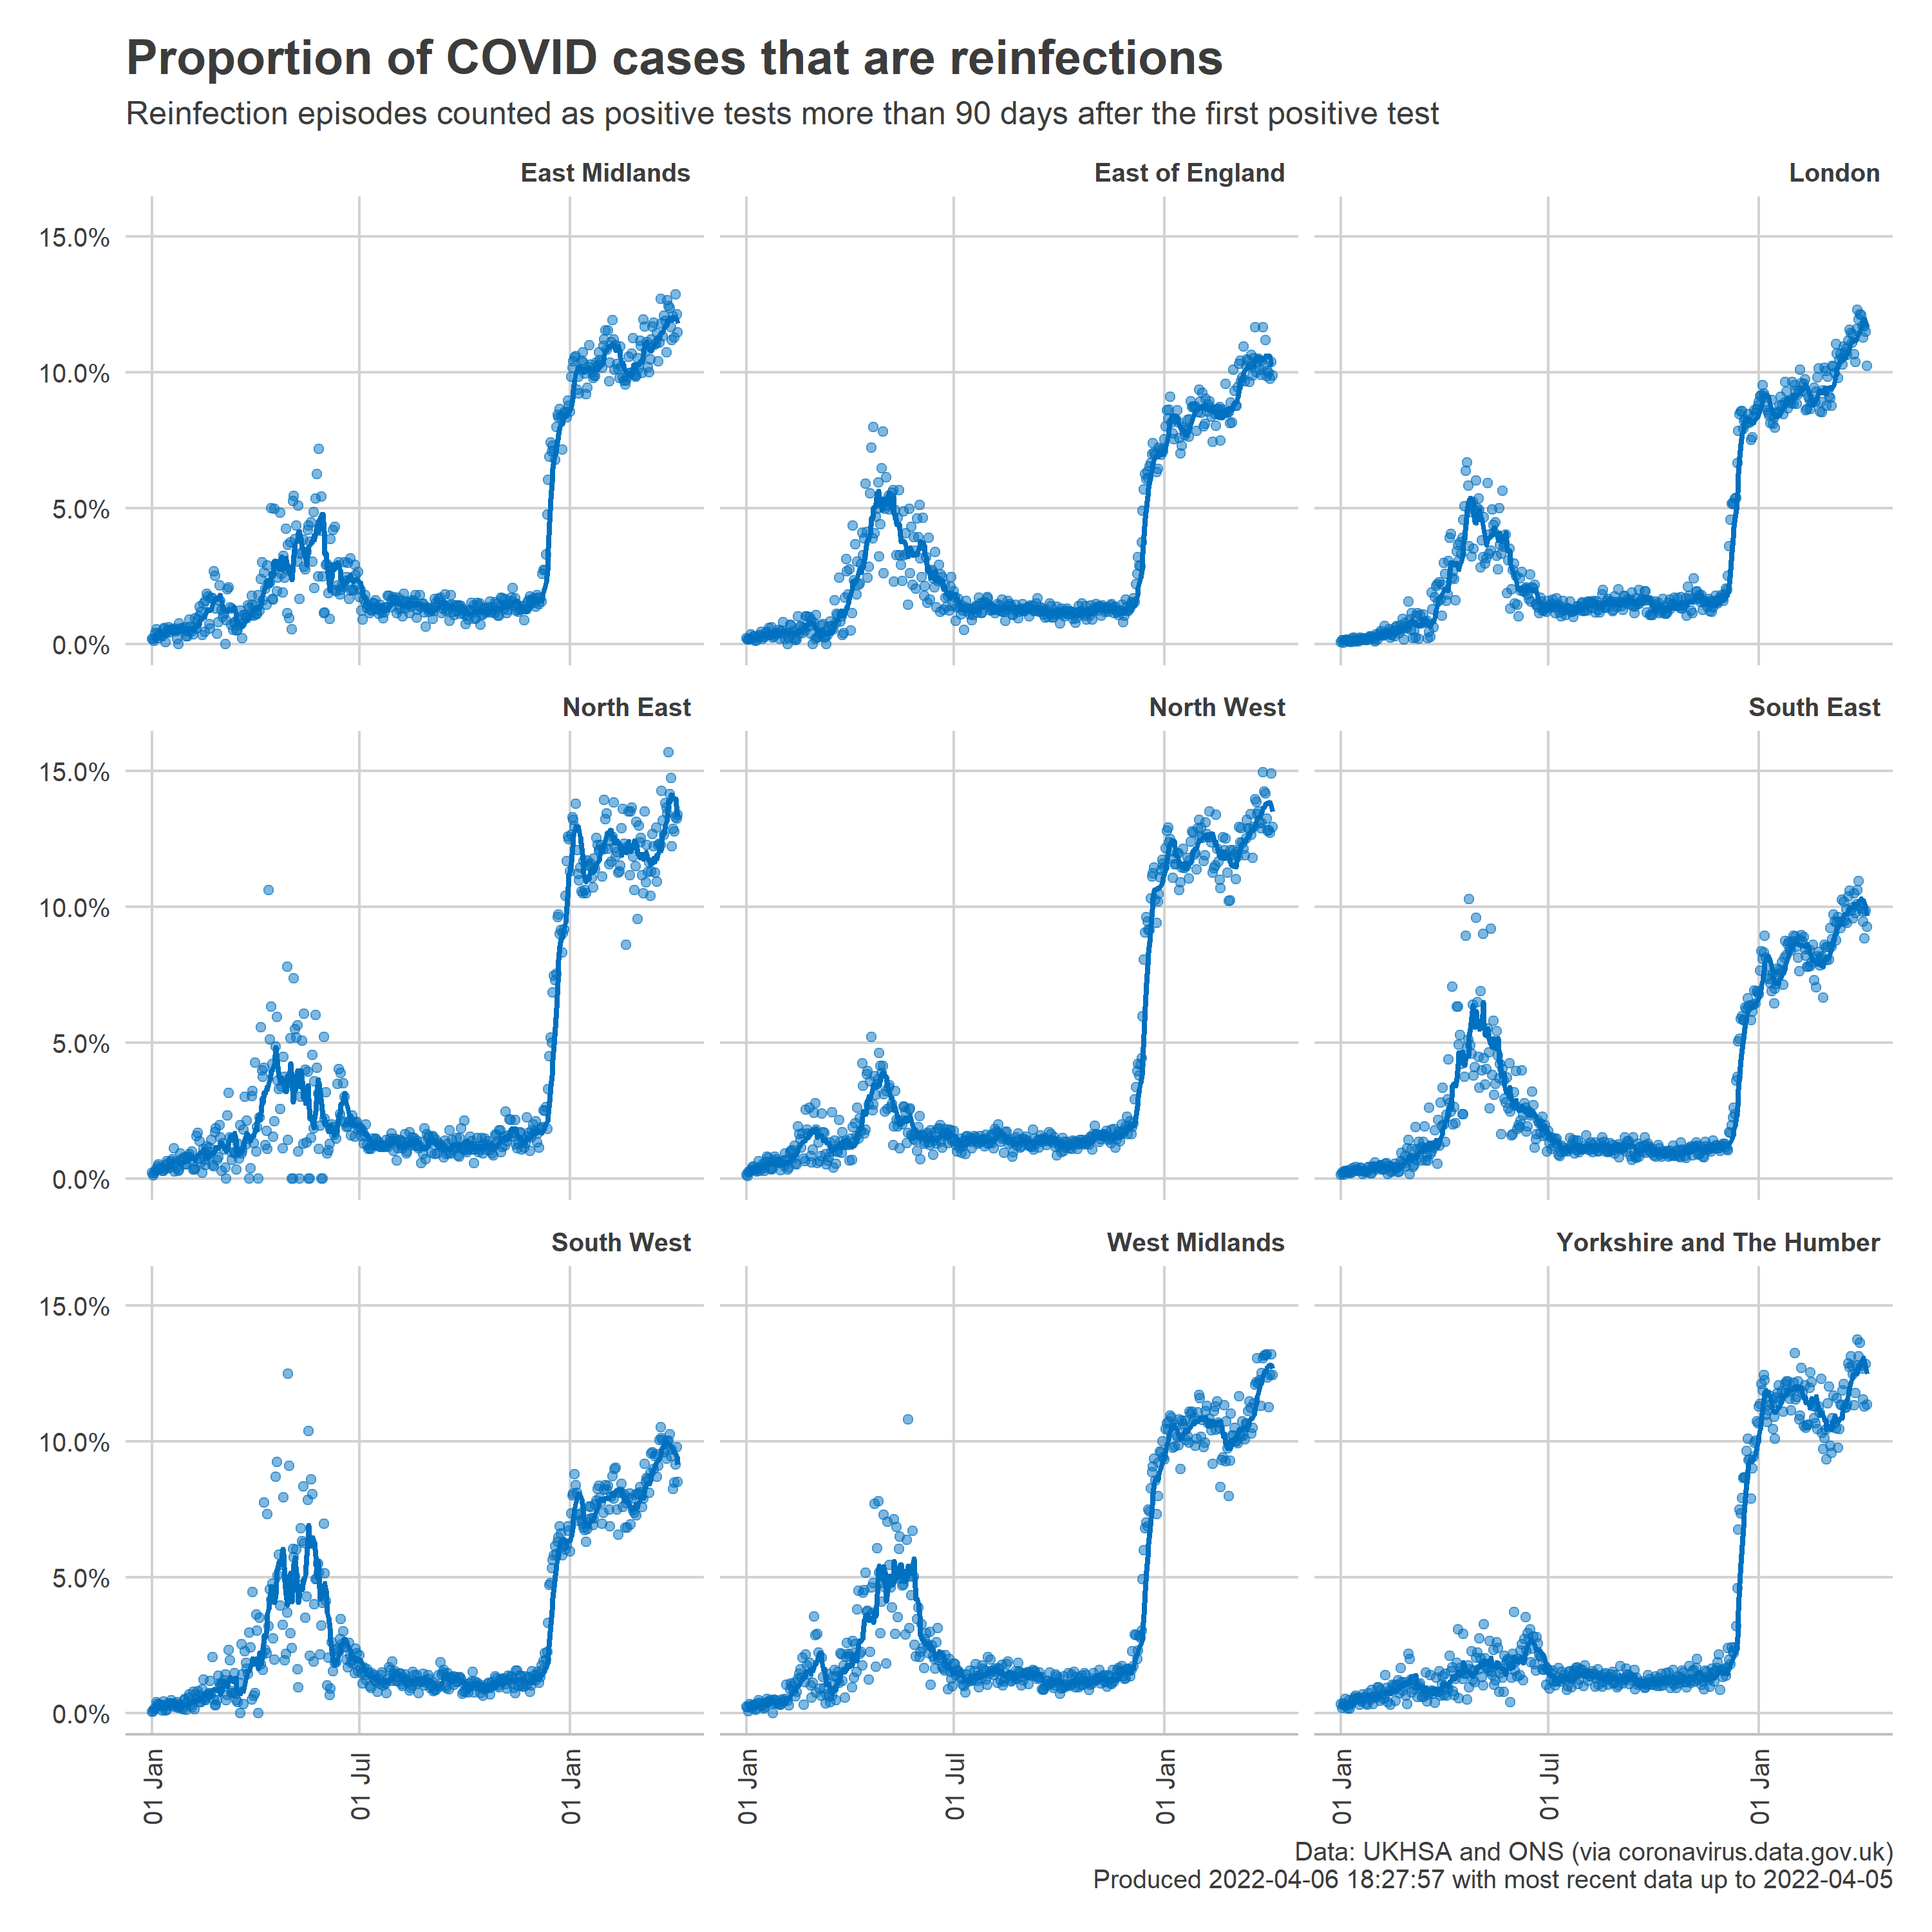 Proportion of COVID cases that are reinfections
Reinfection episodes counted as positive tests more than 90 days after the first positive test
East Midlands
East of England
London
15.0%
10.0%
5.0%
0.0%
North East
North West
South East
15.0%
10.0%
5.0%
0.0%
South West
West Midlands
Yorkshire and The Humber
15.0%
10.0%
5.0%
0.0%
01 Jan
01 Jul
01 Jan
01 Jan
01 Jul
01 Jan
01 Jan
01 Jul
01 Jan
Data: UKHSA and ONS (via coronavirus.data.gov.uk)
Produced 2022-04-06 18:27:57 with most recent data up to 2022-04-05